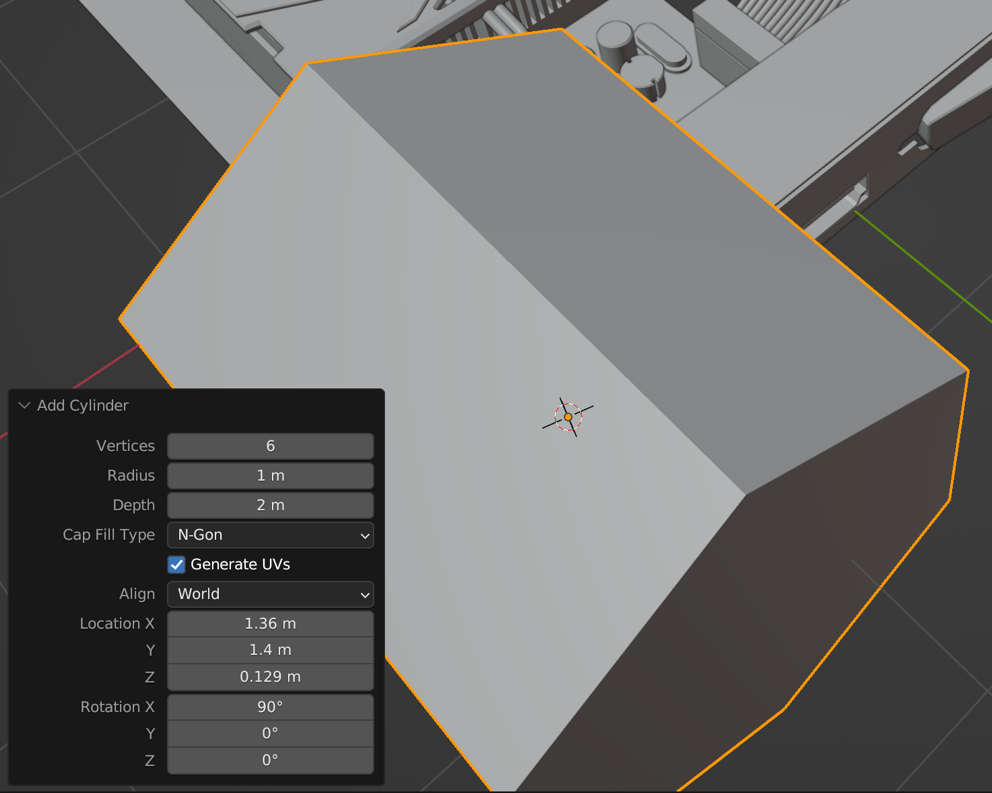 Add Cylinder
Vertices 6
Radius 1 m
Depth 2 m
Cap Fill Type N-Gon
Generate UVs
Align World
Location X 1.36 m
Y 1.4 m
Z 0.129 m
Rotation X 90°
Y 0°
Z 0°